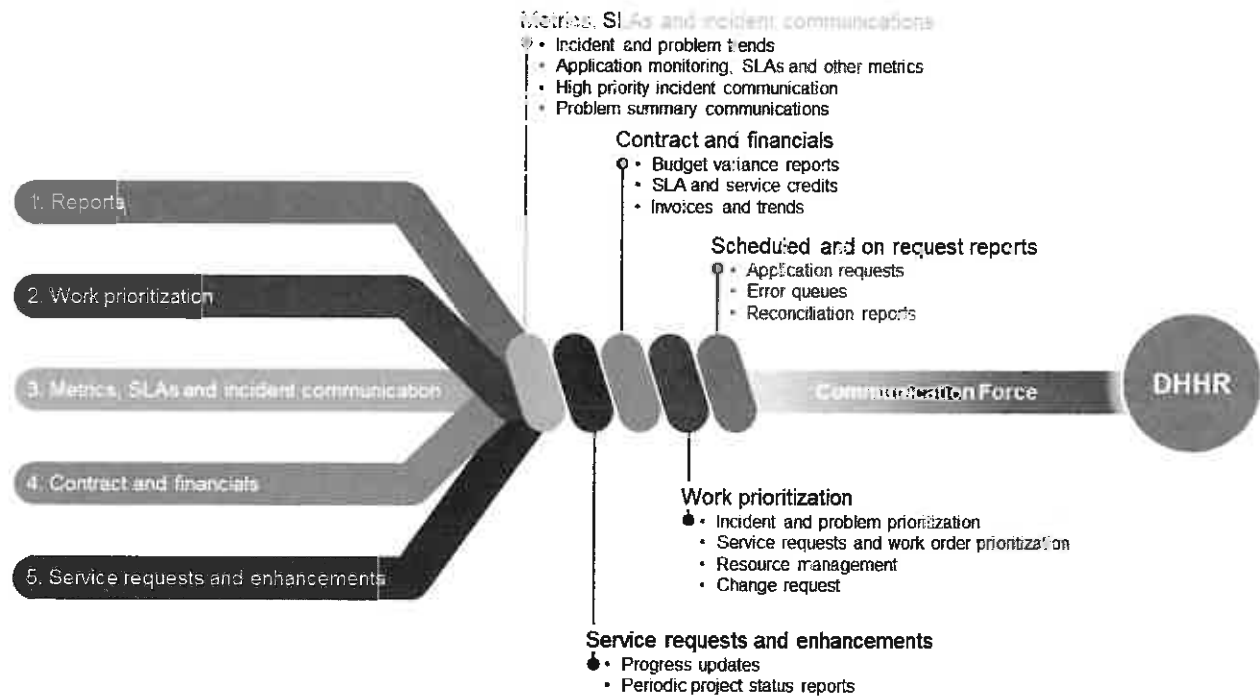 Metrics, SLAs and incident communications
• Incident and problem trends
• Application monitoring, SLAs and other metrics
• High priority incident communication
• Problem summary communications
Contract and financials
• Budget variance reports
• SLA and service credits
• Invoices and trends
Scheduled and on request reports
• Application requests
• Error queues
• Reconciliation reports
1. Reports
2. Work prioritization
3. Metrics, SLAs and incident communication
4. Contract and financials
5. Service requests and enhancements
Communication Force
DHHR
Work prioritization
• Incident and problem prioritization
• Service requests and work order prioritization
• Resource management
• Change request
Service requests and enhancements
• Progress updates
• Periodic project status reports